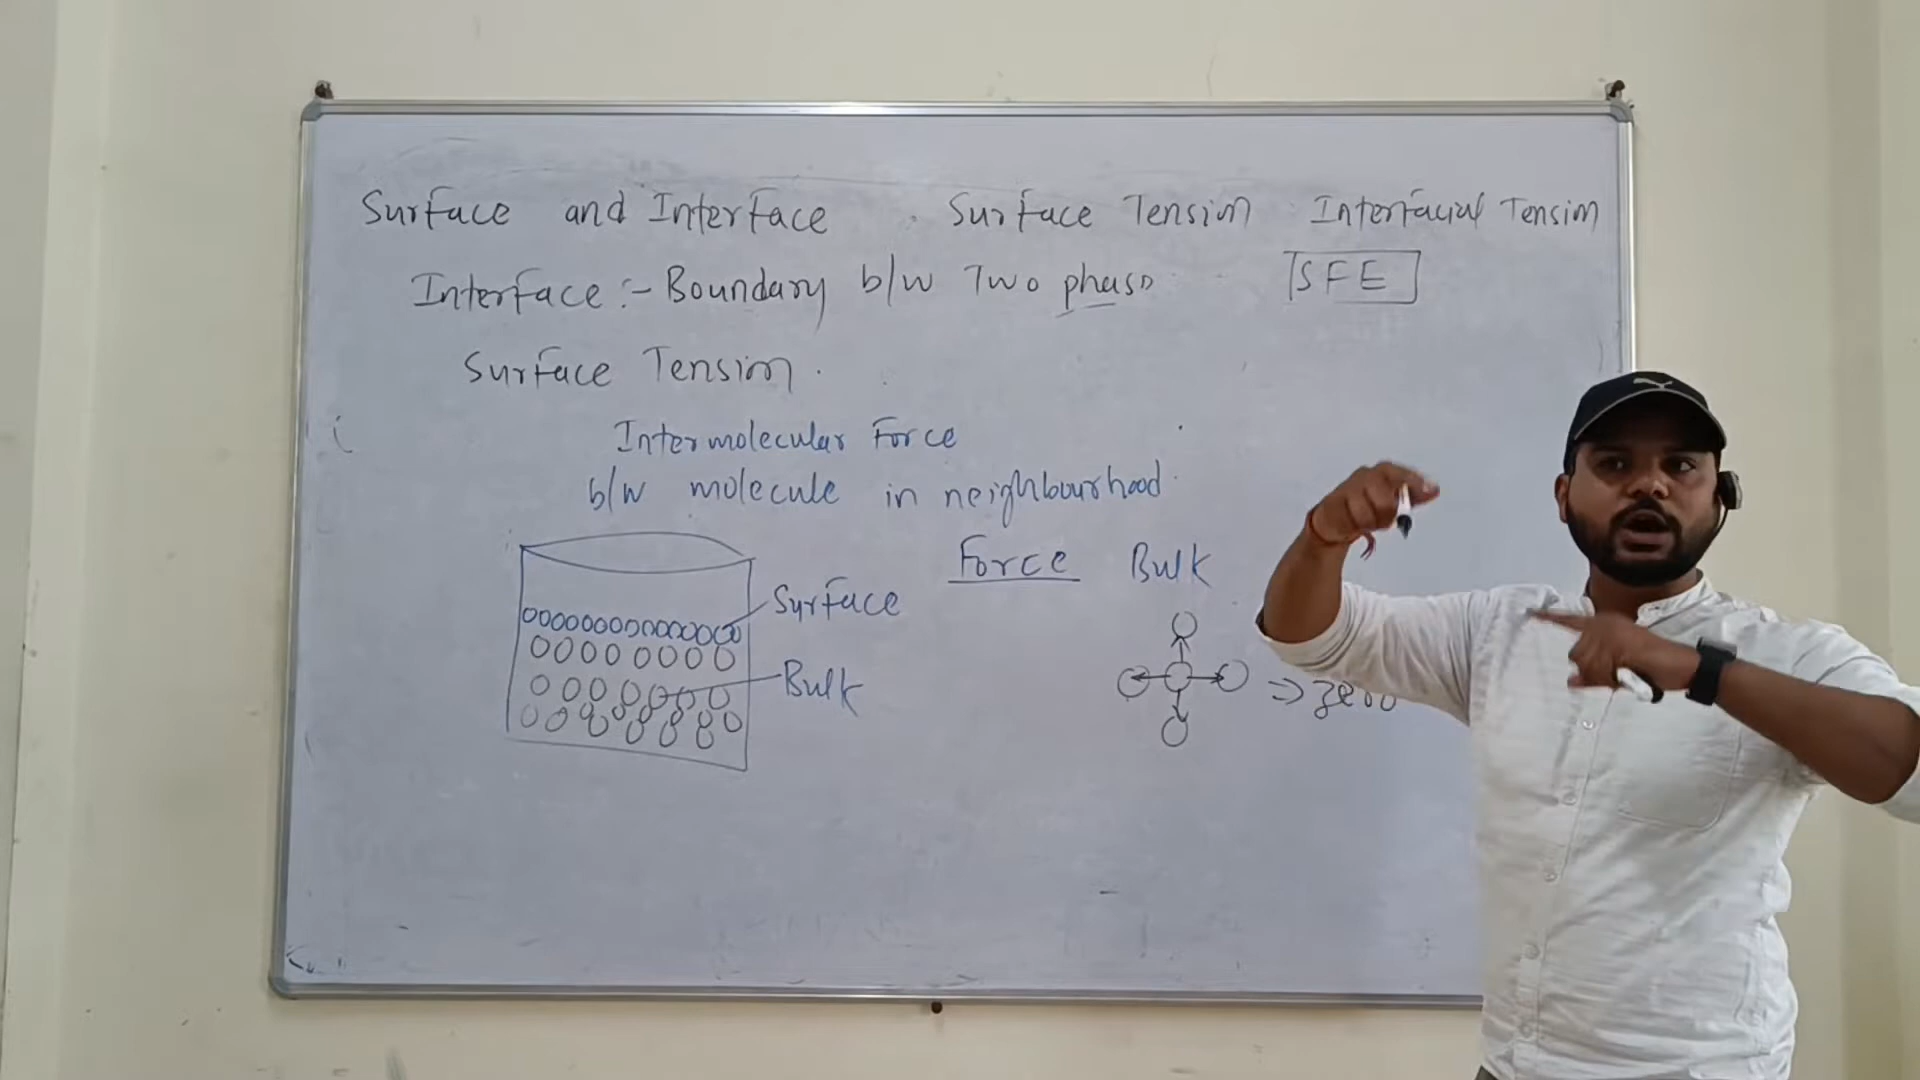 Surface and Interface . Surface Tension Interfacial Tension
Interface :- Boundary b/w Two phase SFE
Surface Tension .
Intermolecular Force
b/w molecule in neighbourhood .
Force Bulk
Surface
Bulk
⇒ zero